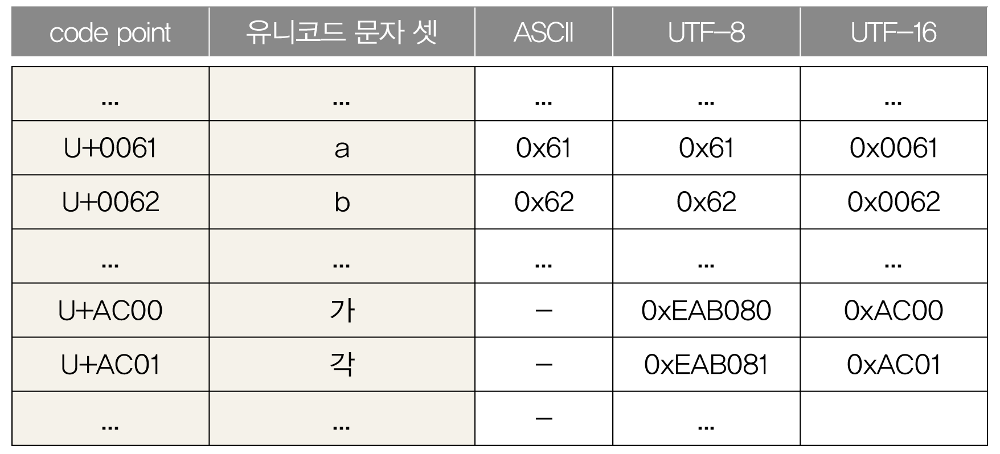 code point 유니코드 문자 셋 ASCII UTF-8 UTF-16
... ... ... ... ...
U+0061 a 0x61 0x61 0x0061
U+0062 b 0x62 0x62 0x0062
... ... ... ... ...
U+AC00 가 - 0xEAB080 0xAC00
U+AC01 각 - 0xEAB081 0xAC01
... ... - ...